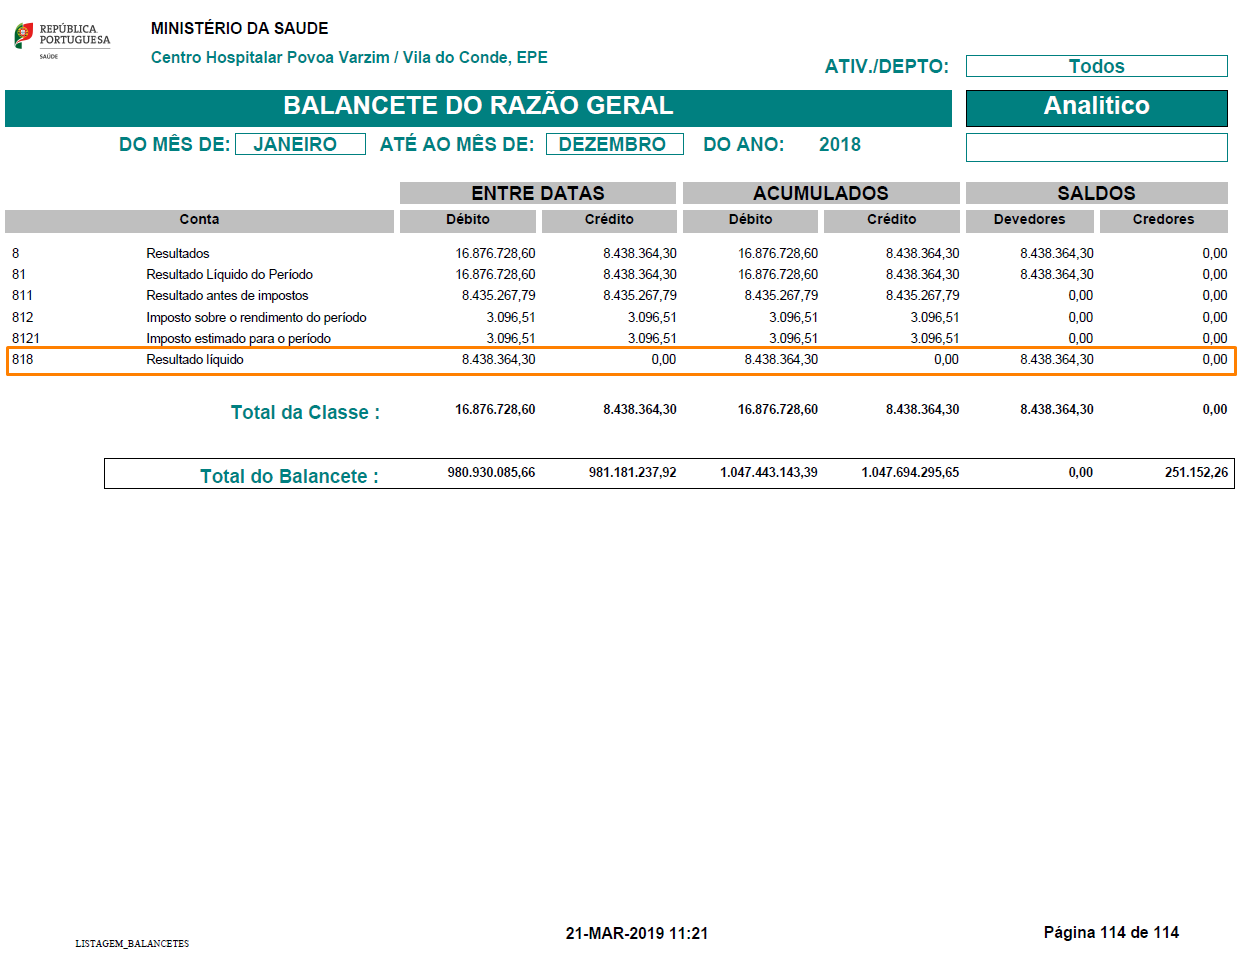 REPÚBLICA
PORTUGUESA
SAÚDE
MINISTÉRIO DA SAUDE
Centro Hospitalar Povoa Varzim / Vila do Conde, EPE
ATIV./DEPTO: Todos
BALANCETE DO RAZÃO GERAL Analitico
DO MÊS DE: JANEIRO ATÉ AO MÊS DE: DEZEMBRO DO ANO: 2018
ENTRE DATAS ACUMULADOS SALDOS
Conta Débito Crédito Débito Crédito Devedores Credores
8 Resultados 16.876.728,60 8.438.364,30 16.876.728,60 8.438.364,30 8.438.364,30 0,00
81 Resultado Líquido do Período 16.876.728,60 8.438.364,30 16.876.728,60 8.438.364,30 8.438.364,30 0,00
811 Resultado antes de impostos 8.435.267,79 8.435.267,79 8.435.267,79 8.435.267,79 0,00 0,00
812 Imposto sobre o rendimento do período 3.096,51 3.096,51 3.096,51 3.096,51 0,00 0,00
8121 Imposto estimado para o período 3.096,51 3.096,51 3.096,51 3.096,51 0,00 0,00
818 Resultado líquido 8.438.364,30 0,00 8.438.364,30 0,00 8.438.364,30 0,00
Total da Classe : 16.876.728,60 8.438.364,30 16.876.728,60 8.438.364,30 8.438.364,30 0,00
Total do Balancete : 980.930.085,66 981.181.237,92 1.047.443.143,39 1.047.694.295,65 0,00 251.152,26
LISTAGEM_BALANCETES 21-MAR-2019 11:21 Página 114 de 114